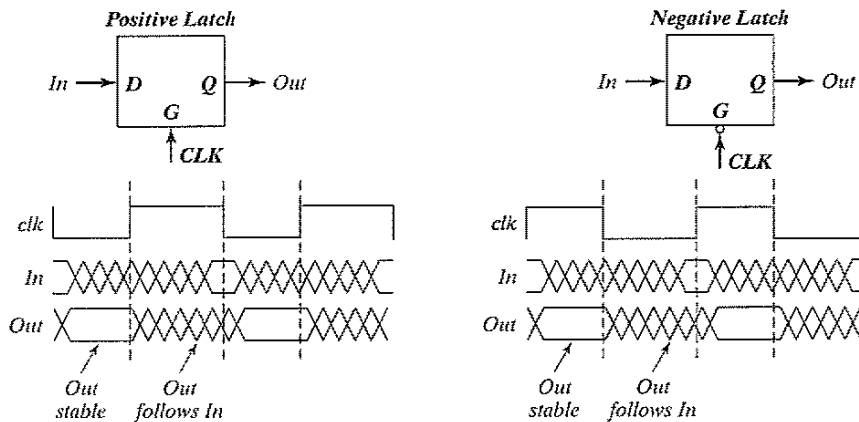 Positive Latch
In
D
Q
Out
G
CLK
clk
In
Out
Out
stable
Out
follows In
Negative Latch
In
D
Q
Out
G
CLK
clk
In
Out
Out
stable
Out
follows In